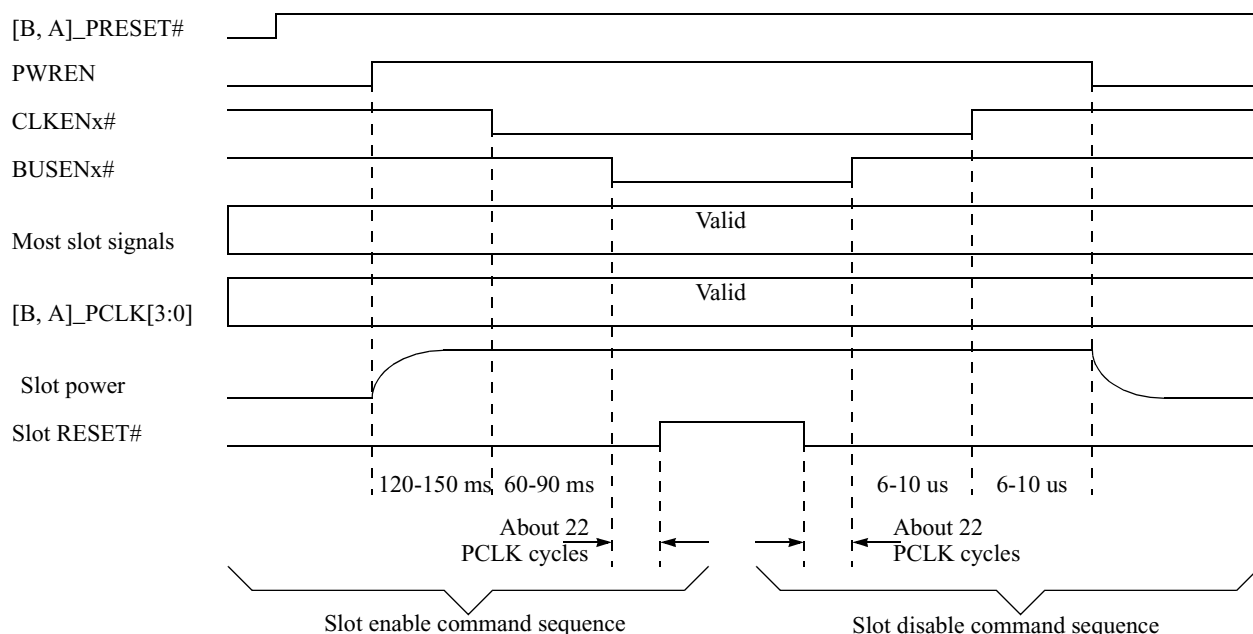 [B, A]_PRESET#
PWREN
CLKENx#
BUSENx#
Valid
Most slot signals
Valid
[B, A]_PCLK[3:0]
Slot power
Slot RESET#
120-150 ms 60-90 ms 6-10 us 6-10 us
About 22 About 22
PCLK cycles PCLK cycles
Slot enable command sequence Slot disable command sequence